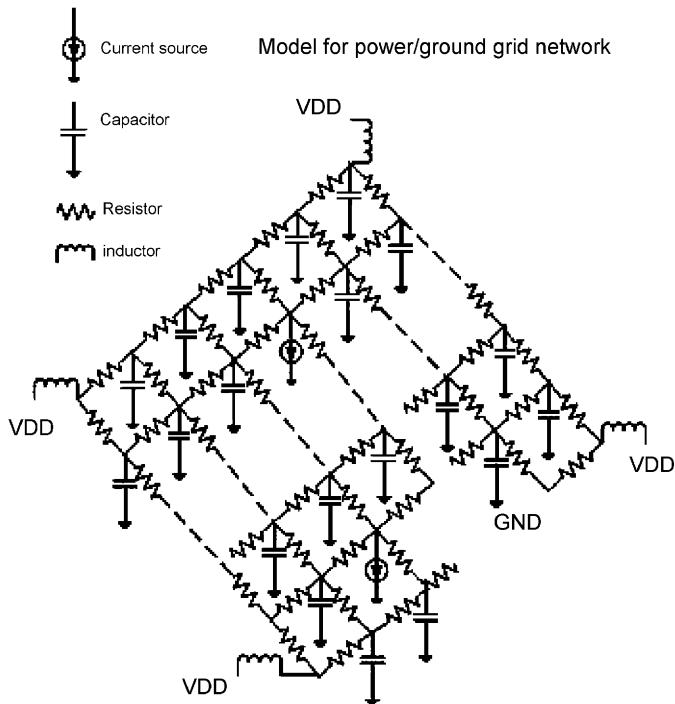 Current source
Model for power/ground grid network
VDD
Capacitor
Resistor
inductor
VDD
VDD
GND
VDD